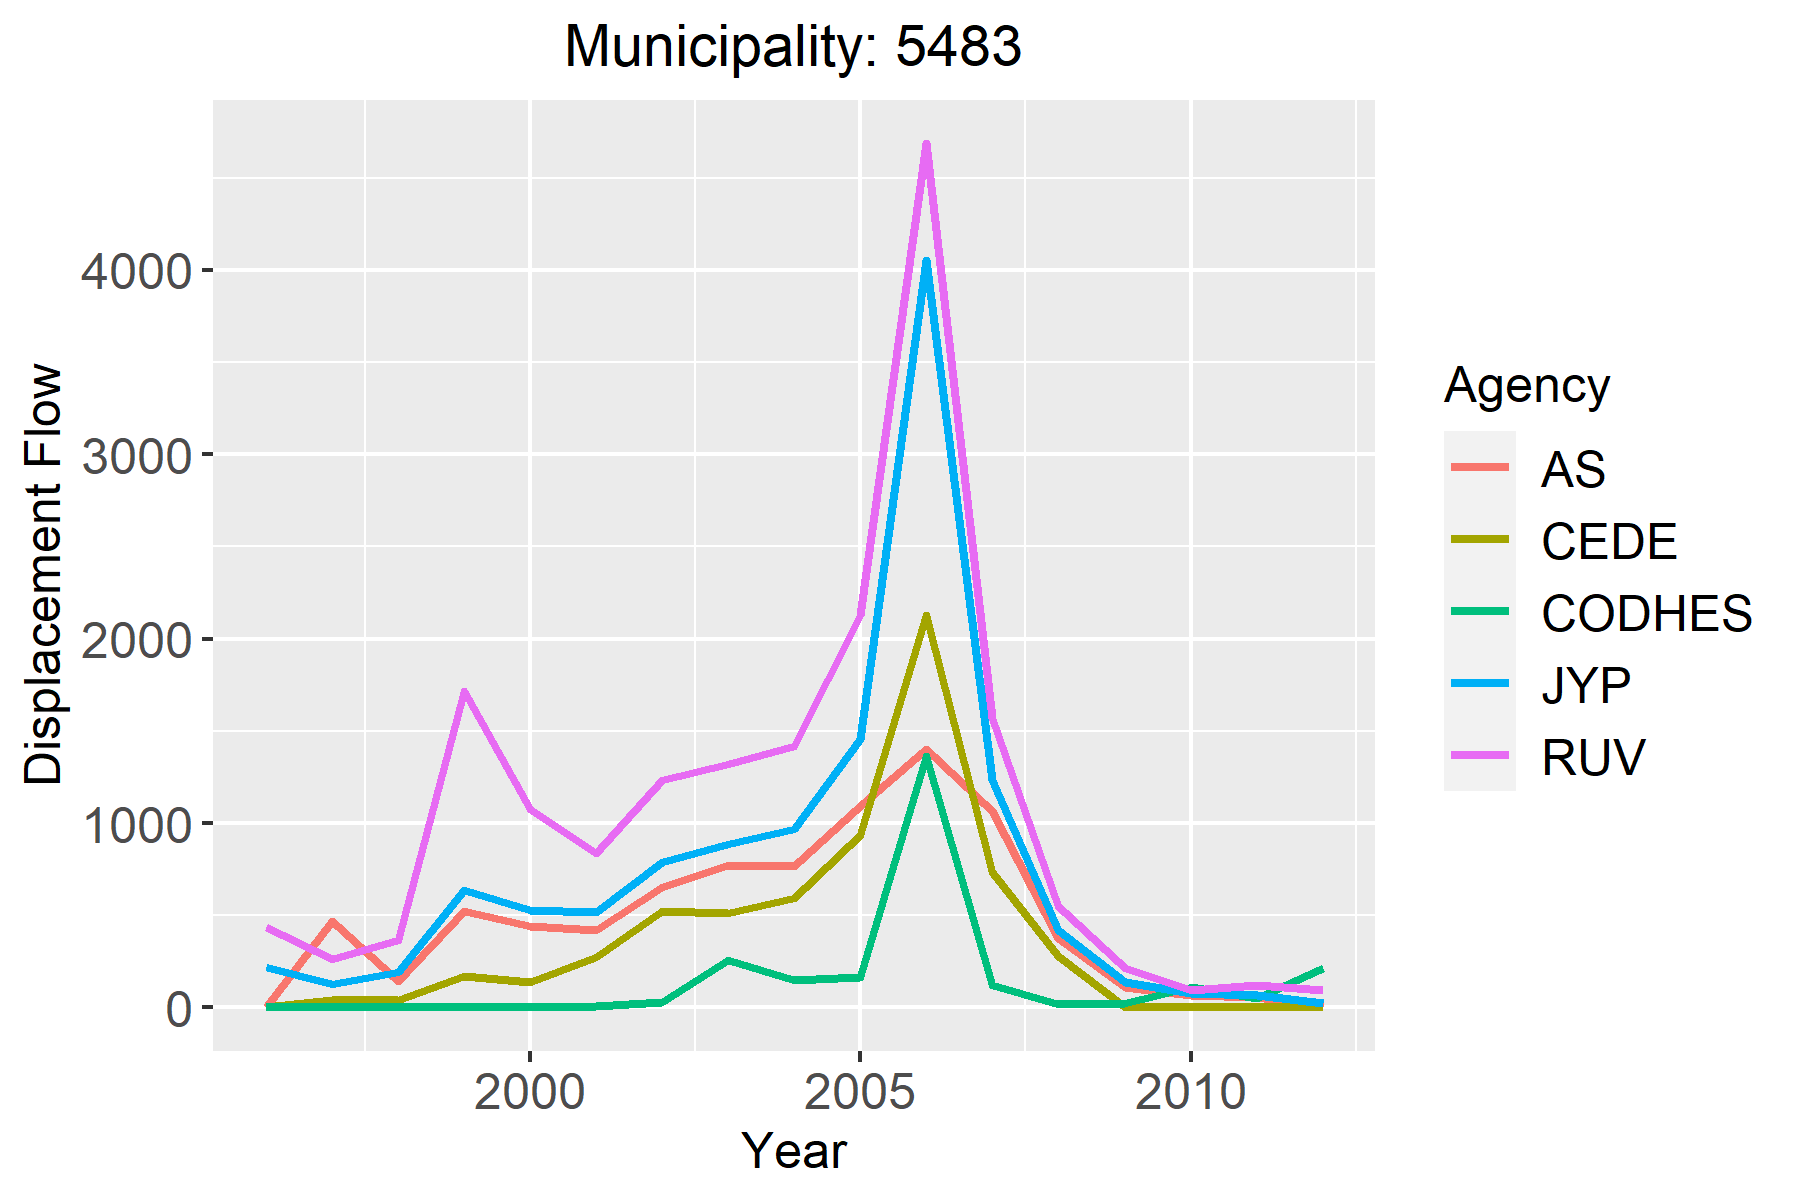 Municipality: 5483
Displacement Flow
4000
3000
2000
1000
0
2000
2005
2010
Year
Agency
AS
CEDE
CODHES
JYP
RUV